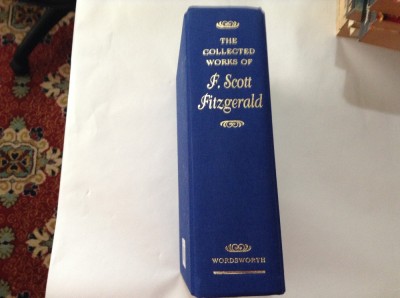 THE
COLLECTED
WORKS OF
F. Scott
Fitzgerald
WORDSWORTH